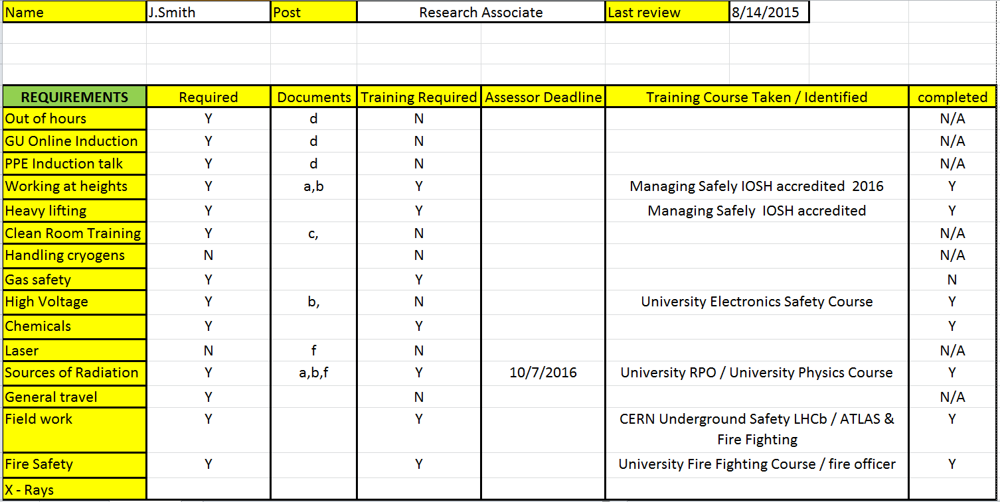 Name J.Smith Post Research Associate Last review 8/14/2015
REQUIREMENTS Required Documents Training Required Assessor Deadline Training Course Taken / Identified completed
Out of hours Y d N N/A
GU Online Induction Y d N N/A
PPE Induction talk Y d N N/A
Working at heights Y a,b Y Managing Safely IOSH accredited 2016 Y
Heavy lifting Y Y Managing Safely IOSH accredited Y
Clean Room Training Y c, N N/A
Handling cryogens N N N/A
Gas safety Y Y N
High Voltage Y b, N University Electronics Safety Course Y
Chemicals Y Y Y
Laser N f N N/A
Sources of Radiation Y a,b,f Y 10/7/2016 University RPO / University Physics Course Y
General travel Y N N/A
Field work Y Y CERN Underground Safety LHCb / ATLAS & Y
Fire Fighting
Fire Safety Y Y University Fire Fighting Course / fire officer Y
X - Rays